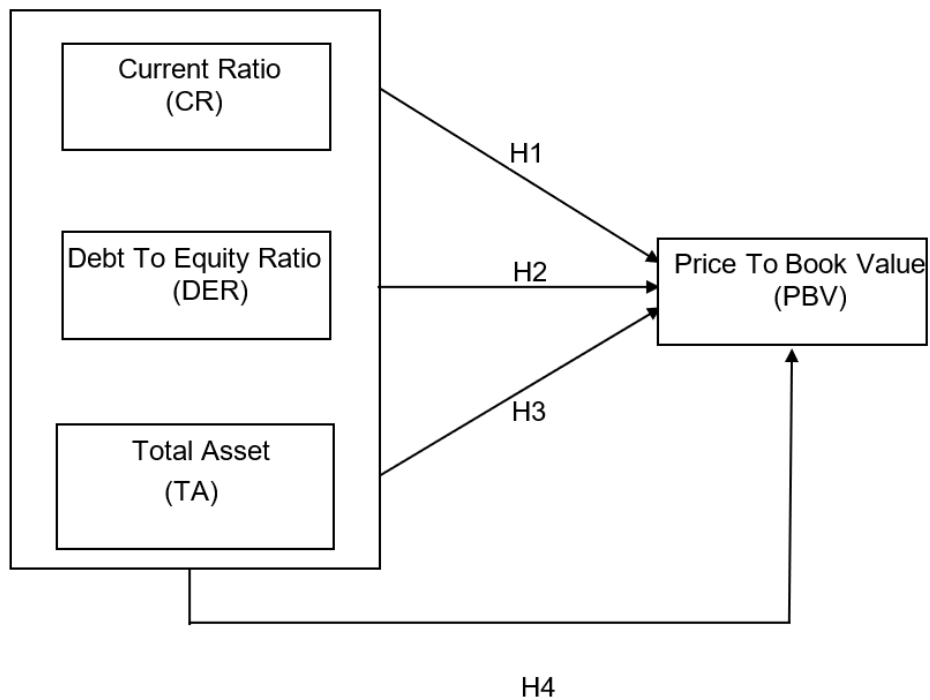 Current Ratio
(CR)
H1
Debt To Equity Ratio
(DER)
H2
Price To Book Value
(PBV)
H3
Total Asset
(TA)
H4